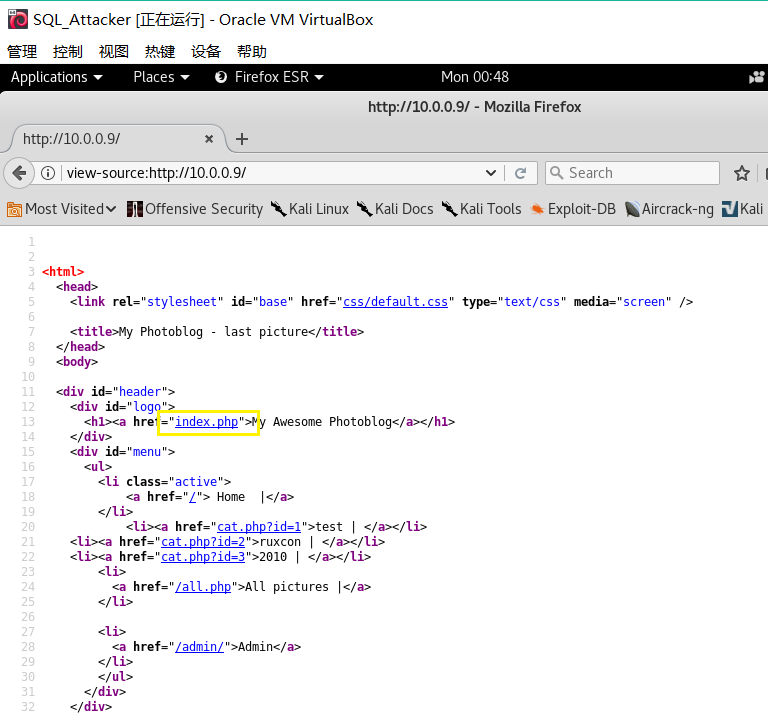 SQL_Attacker [正在运行] - Oracle VM VirtualBox
管理 控制 视图 热键 设备 帮助
Applications Places Firefox ESR Mon 00:48
http://10.0.0.9/ - Mozilla Firefox
http://10.0.0.9/ × +
view-source:http://10.0.0.9/ Search
Most Visited Offensive Security Kali Linux Kali Docs Kali Tools Exploit-DB Aircrack-ng Kali
1
2
3 <html>
4 <head>
5 <link rel="stylesheet" id="base" href="css/default.css" type="text/css" media="screen" />
6
7 <title>My Photoblog - last picture</title>
8 </head>
9 <body>
10
11 <div id="header">
12 <div id="logo">
13 <h1><a href="index.php">My Awesome Photoblog</a></h1>
14 </div>
15 <div id="menu">
16 <ul>
17 <li class="active">
18 <a href="/"> Home |</a>
19 </li>
20 <li><a href="cat.php?id=1">test | </a></li>
21 <li><a href="cat.php?id=2">ruxcon | </a></li>
22 <li><a href="cat.php?id=3">2010 | </a></li>
23 <li>
24 <a href="/all.php">All pictures |</a>
25 </li>
26
27 <li>
28 <a href="/admin/">Admin</a>
29 </li>
30 </ul>
31 </div>
32 </div>